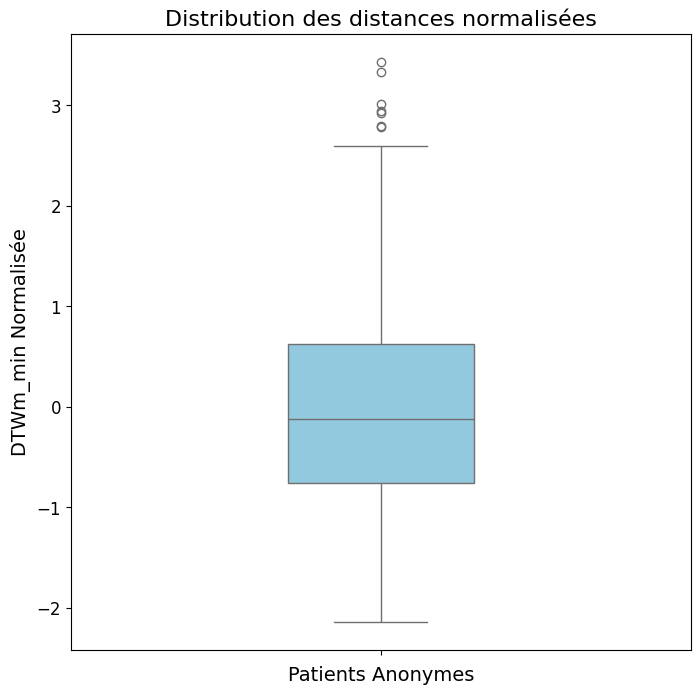 Distribution des distances normalisées
DTWm_min Normalisée
3
2
1
0
−1
−2
Patients Anonymes